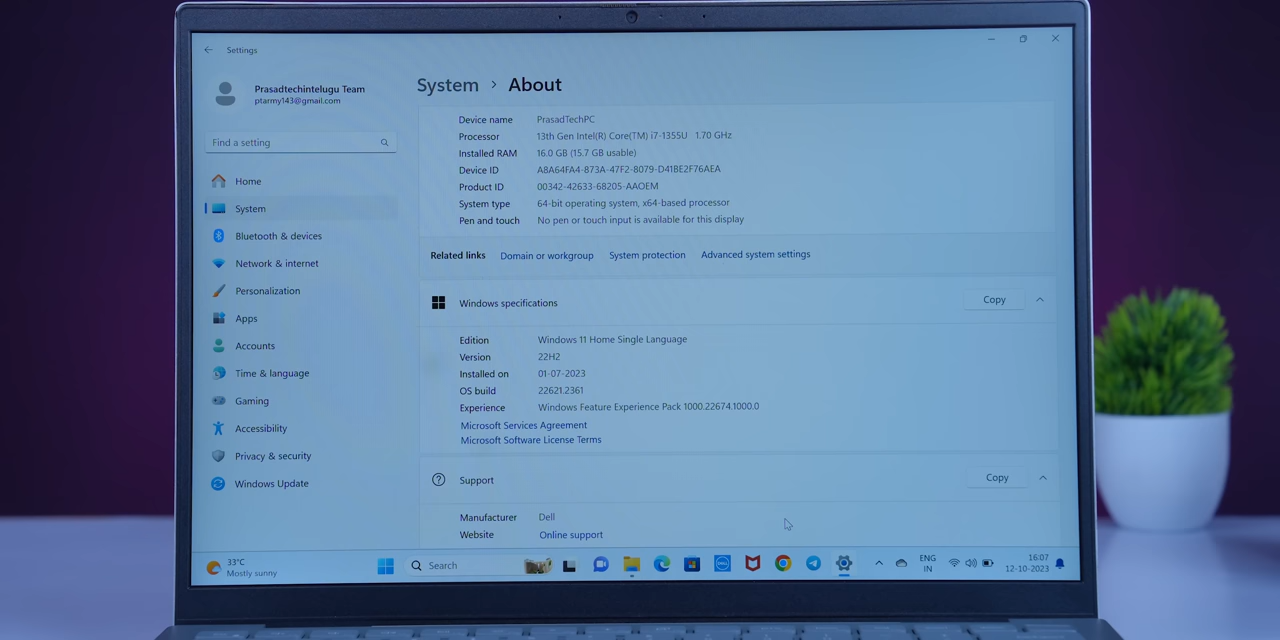 Settings
Prasadtechintelugu Team
ptarmy143@gmail.com
Find a setting
Home
System
Bluetooth & devices
Network & internet
Personalization
Apps
Accounts
Time & language
Gaming
Accessibility
Privacy & security
Windows Update
System > About
Device name PrasadTechPC
Processor 13th Gen Intel(R) Core(TM) i7-1355U 1.70 GHz
Installed RAM 16.0 GB (15.7 GB usable)
Device ID A8A64FA4-873A-47F2-8079-D41BE2F76AEA
Product ID 00342-42633-68205-AAOEM
System type 64-bit operating system, x64-based processor
Pen and touch No pen or touch input is available for this display
Related links Domain or workgroup System protection Advanced system settings
Windows specifications Copy
Edition Windows 11 Home Single Language
Version 22H2
Installed on 01-07-2023
OS build 22621.2361
Experience Windows Feature Experience Pack 1000.22674.1000.0
Microsoft Services Agreement
Microsoft Software License Terms
Support Copy
Manufacturer Dell
Website Online support
33°C
Mostly sunny
Search
DELL
ENG
IN
16:07
12-10-2023